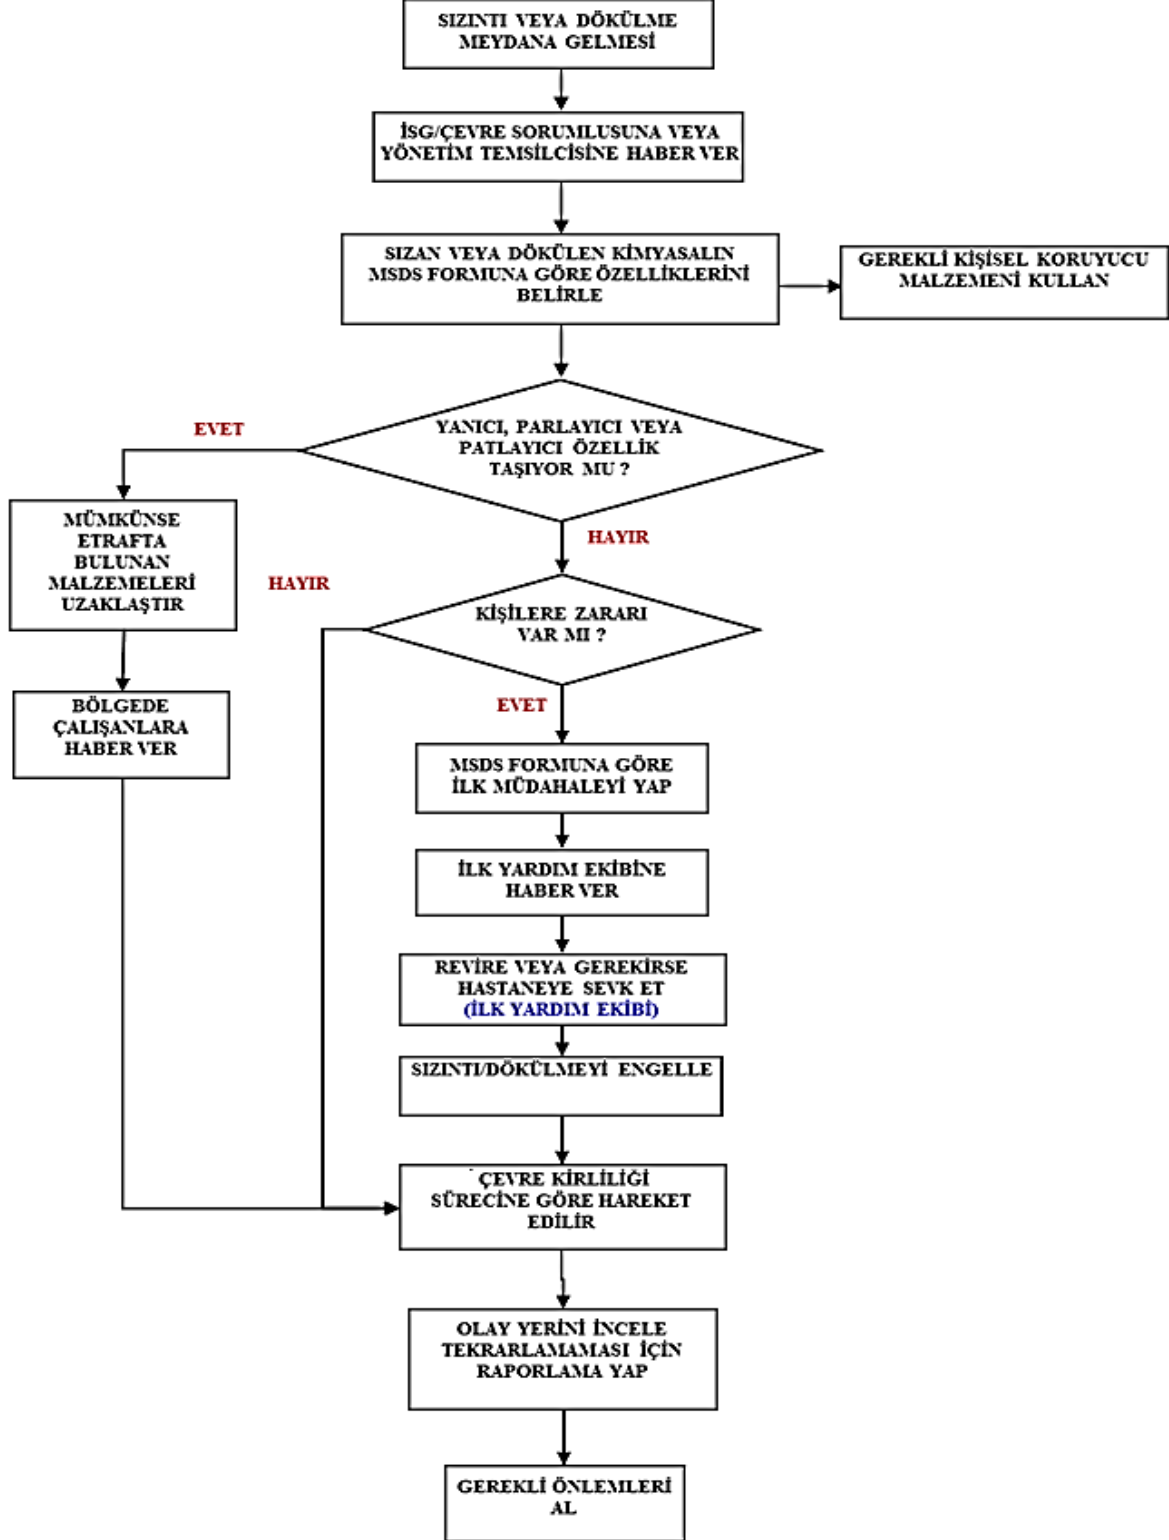 SIZINTI VEYA DÖKÜLME
MEYDANA GELMESİ
İSG/ÇEVRE SORUMLUSUNA VEYA
YÖNETİM TEMSİLCİSİNE HABER VER
SIZAN VEYA DÖKÜLEN KİMYASALIN
MSDS FORMUNA GÖRE ÖZELLİKLERİNİ
BELİRLE
GEREKLİ KİŞİSEL KORUYUCU
MALZEMENİ KULLAN
YANICI, PARLAYICI VEYA
PATLAYICI ÖZELLİK
TAŞIYOR MU ?
EVET
MÜMKÜNSE
ETRAFTA
BULUNAN
MALZEMELERİ
UZAKLAŞTIR
BÖLGEDE
ÇALIŞANLARA
HABER VER
HAYIR
HAYIR
KİŞİLERE ZARARI
VAR MI ?
EVET
MSDS FORMUNA GÖRE
İLK MÜDAHALEYİ YAP
İLK YARDIM EKİBİNE
HABER VER
REVİRE VEYA GEREKİRSE
HASTANEYE SEVK ET
(İLK YARDIM EKİBİ)
SIZINTI/DÖKÜLMEYİ ENGELLE
ÇEVRE KİRLİLİĞİ
SÜRECİNE GÖRE HAREKET
EDİLİR
OLAY YERİNİ İNCELE
TEKRARLAMAMASI İÇİN
RAPORLAMA YAP
GEREKLİ ÖNLEMLERİ
AL